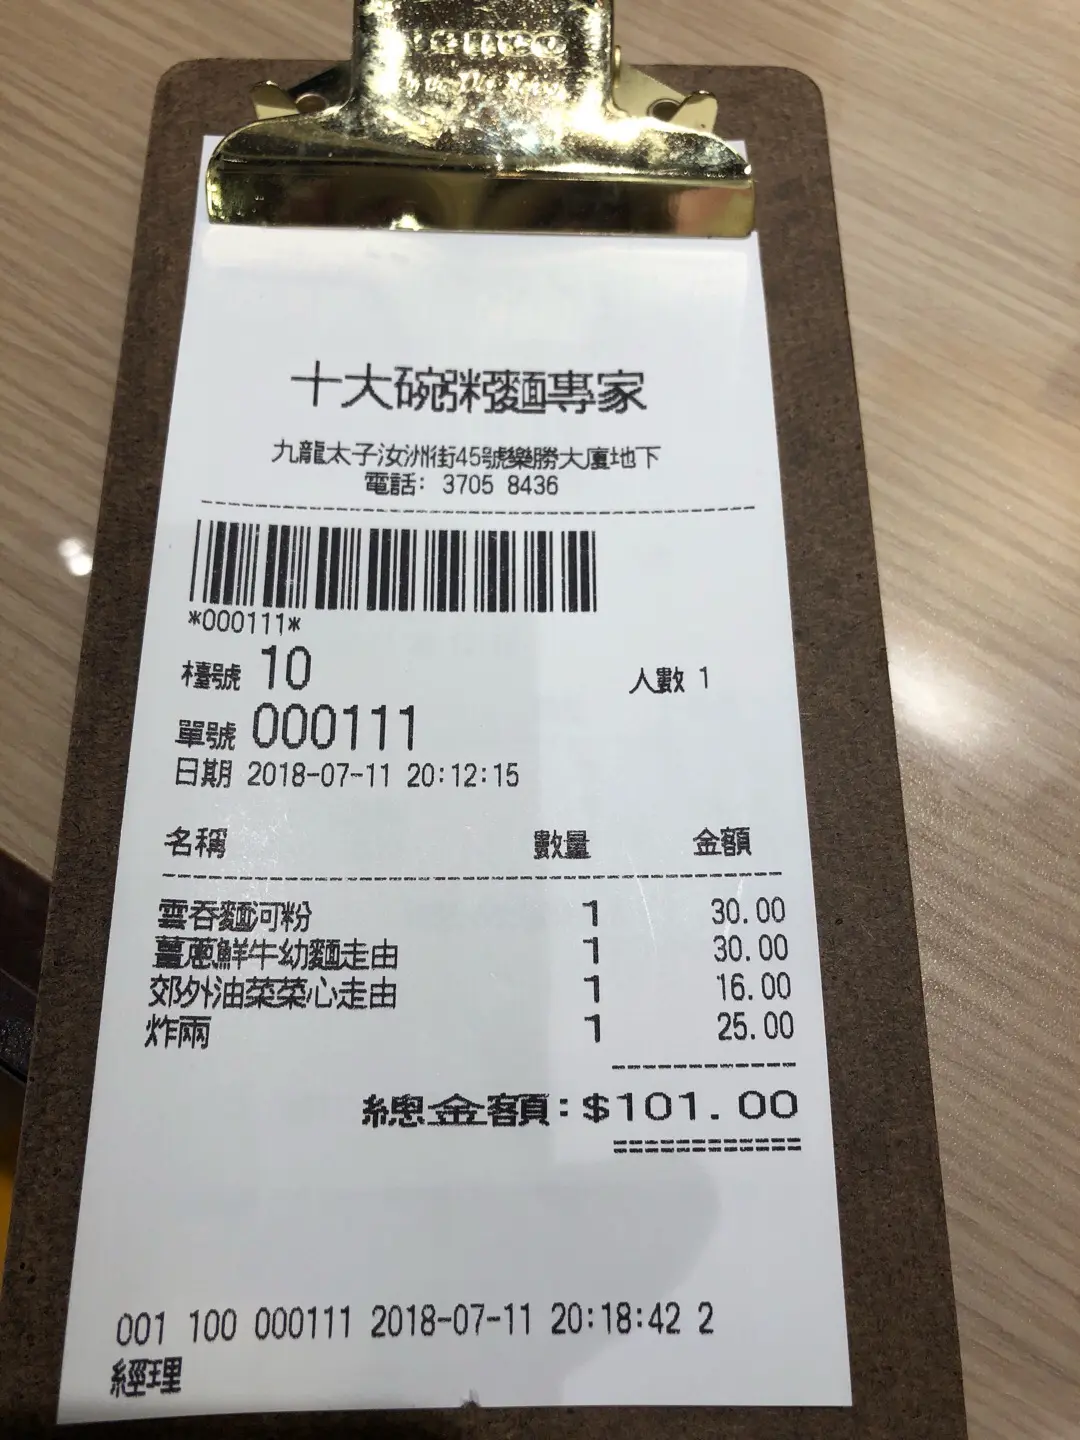 十大碗粥麵專家
九龍太子汝洲街45號樂勝大廈地下
電話: 3705 8436
*000111*
檯號 10 人數 1
單號 000111
日期 2018-07-11 20:12:15
名稱 數量 金額
雲吞麵河粉 1 30.00
薑蔥鮮牛幼麵走由 1 30.00
郊外油菜菜心走由 1 16.00
炸兩 1 25.00
總金額:$101.00
001 100 000111 2018-07-11 20:18:42 2
經理